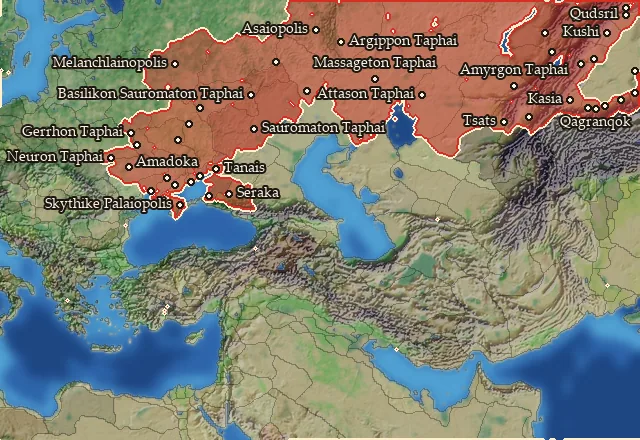 Qudsril
Asaiopolis
Kushi
Argippon Taphai
Melanchlainopolis
Massageton Taphai
Amyrgon Taphai
Basilikon Sauromaton Taphai
Attason Taphai
Kasia
Tsats
Qagranqôk
Sauromaton Taphai
Gerrhon Taphai
Neuron Taphai
Amadoka
Tanais
Seraka
Skythike Palaiopolis